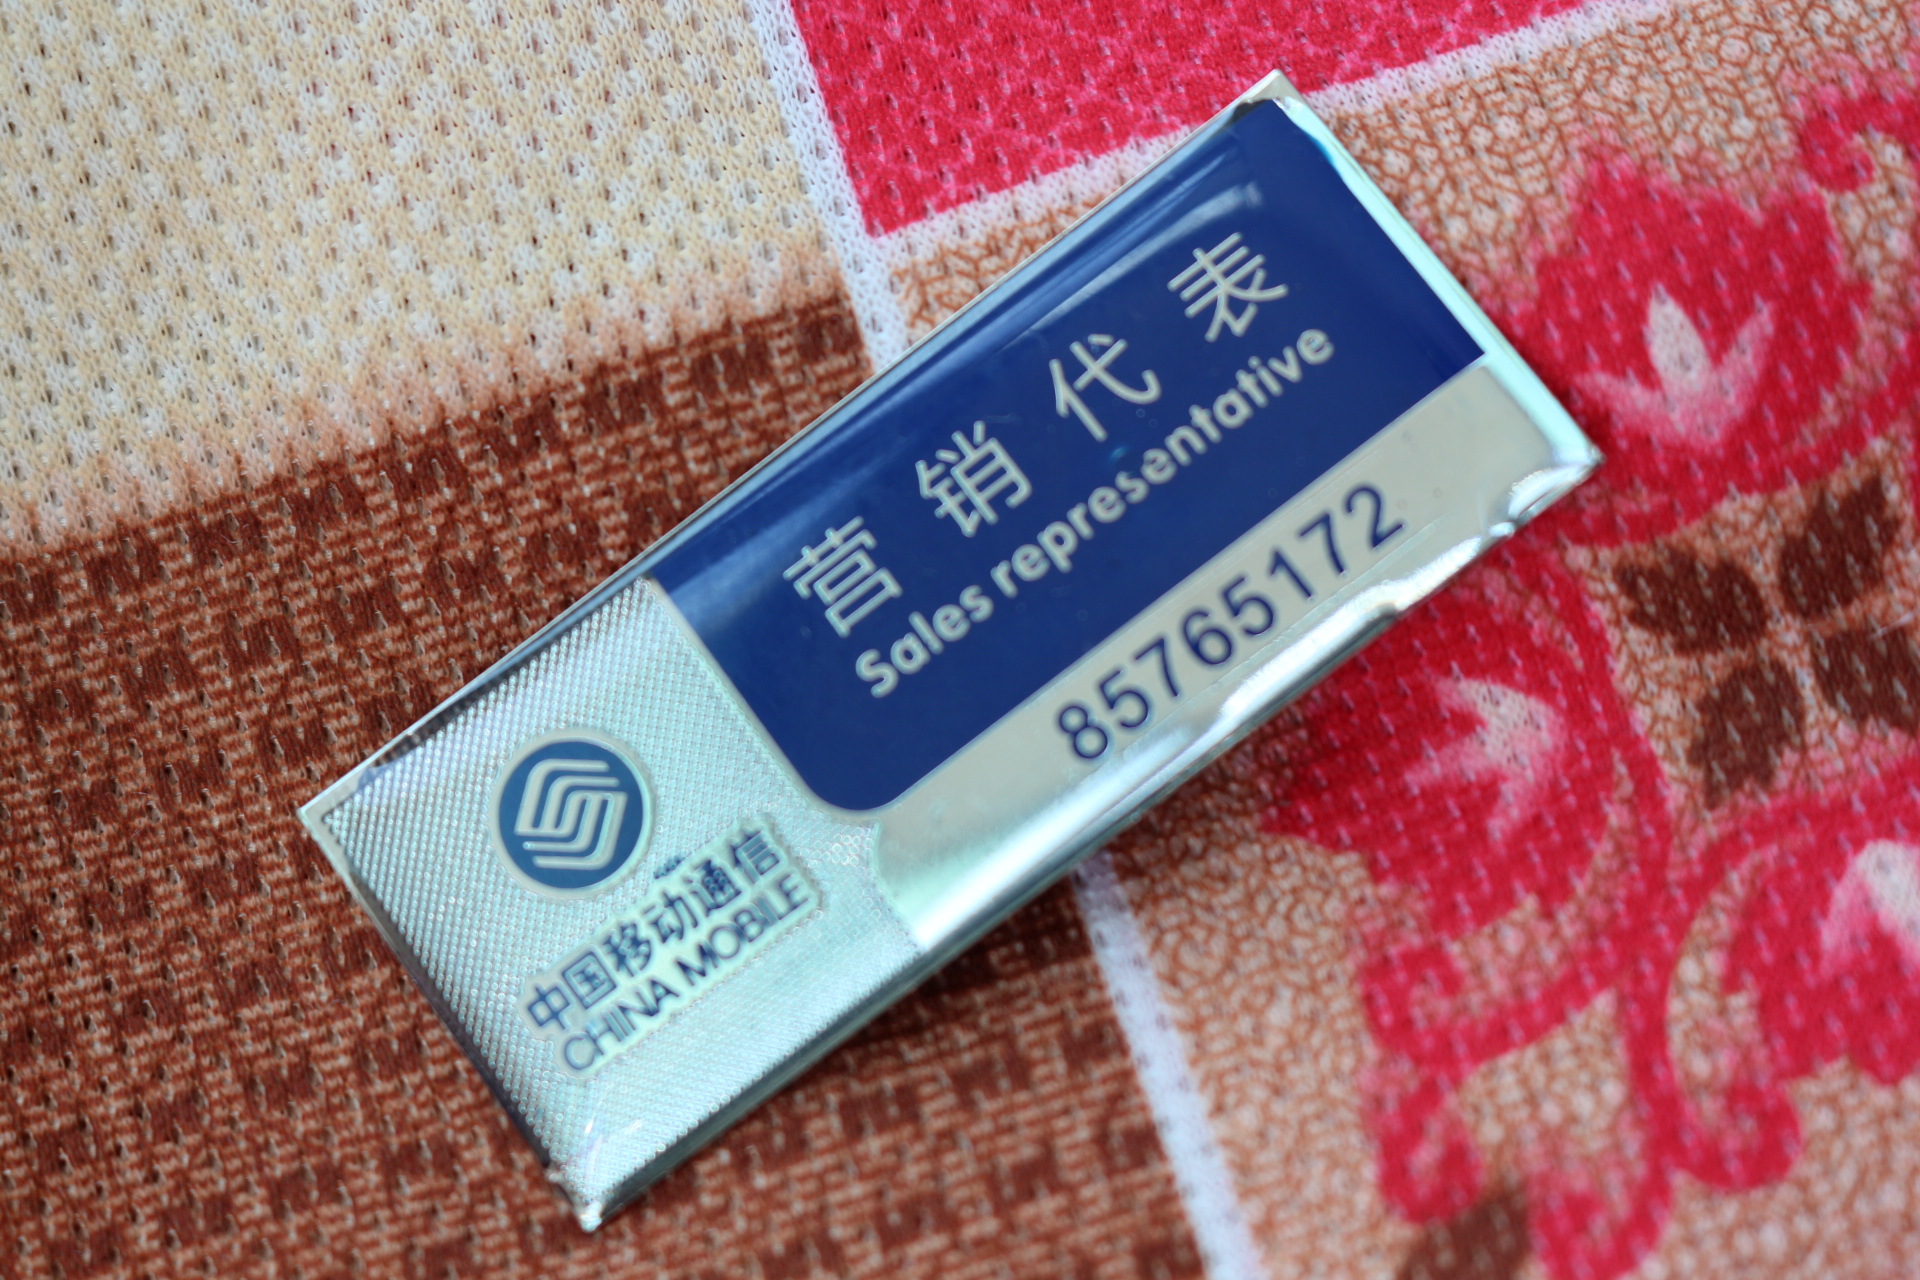 营销代表
Sales representative
85765172
中国移动通信
CHINA MOBILE